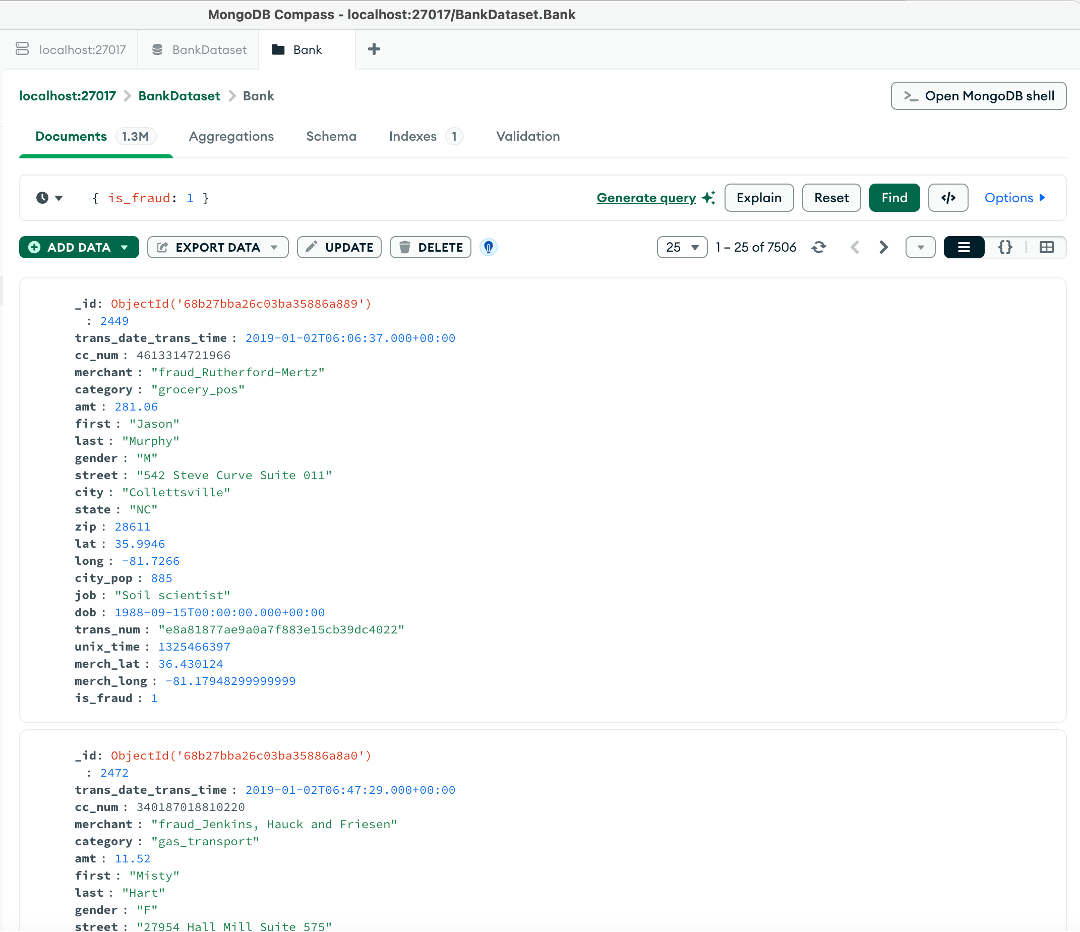 MongoDB Compass - localhost:27017/BankDataset.Bank
localhost:27017 BankDataset Bank +
localhost:27017 > BankDataset > Bank >_ Open MongoDB shell
Documents 1.3M Aggregations Schema Indexes 1 Validation
{ is_fraud: 1 } Generate query Explain Reset Find </> Options
ADD DATA EXPORT DATA UPDATE DELETE 25 1 – 25 of 7506 {}
_id: ObjectId('68b27bba26c03ba35886a889')
: 2449
trans_date_trans_time : 2019-01-02T06:06:37.000+00:00
cc_num : 4613314721966
merchant : "fraud_Rutherford-Mertz"
category : "grocery_pos"
amt : 281.06
first : "Jason"
last : "Murphy"
gender : "M"
street : "542 Steve Curve Suite 011"
city : "Collettsville"
state : "NC"
zip : 28611
lat : 35.9946
long : -81.7266
city_pop : 885
job : "Soil scientist"
dob : 1988-09-15T00:00:00.000+00:00
trans_num : "e8a81877ae9a0a7f883e15cb39dc4022"
unix_time : 1325466397
merch_lat : 36.430124
merch_long : -81.17948299999999
is_fraud : 1
_id: ObjectId('68b27bba26c03ba35886a8a0')
: 2472
trans_date_trans_time : 2019-01-02T06:47:29.000+00:00
cc_num : 340187018810220
merchant : "fraud_Jenkins, Hauck and Friesen"
category : "gas_transport"
amt : 11.52
first : "Misty"
last : "Hart"
gender : "F"
street : "27954 Hall Mill Suite 575"